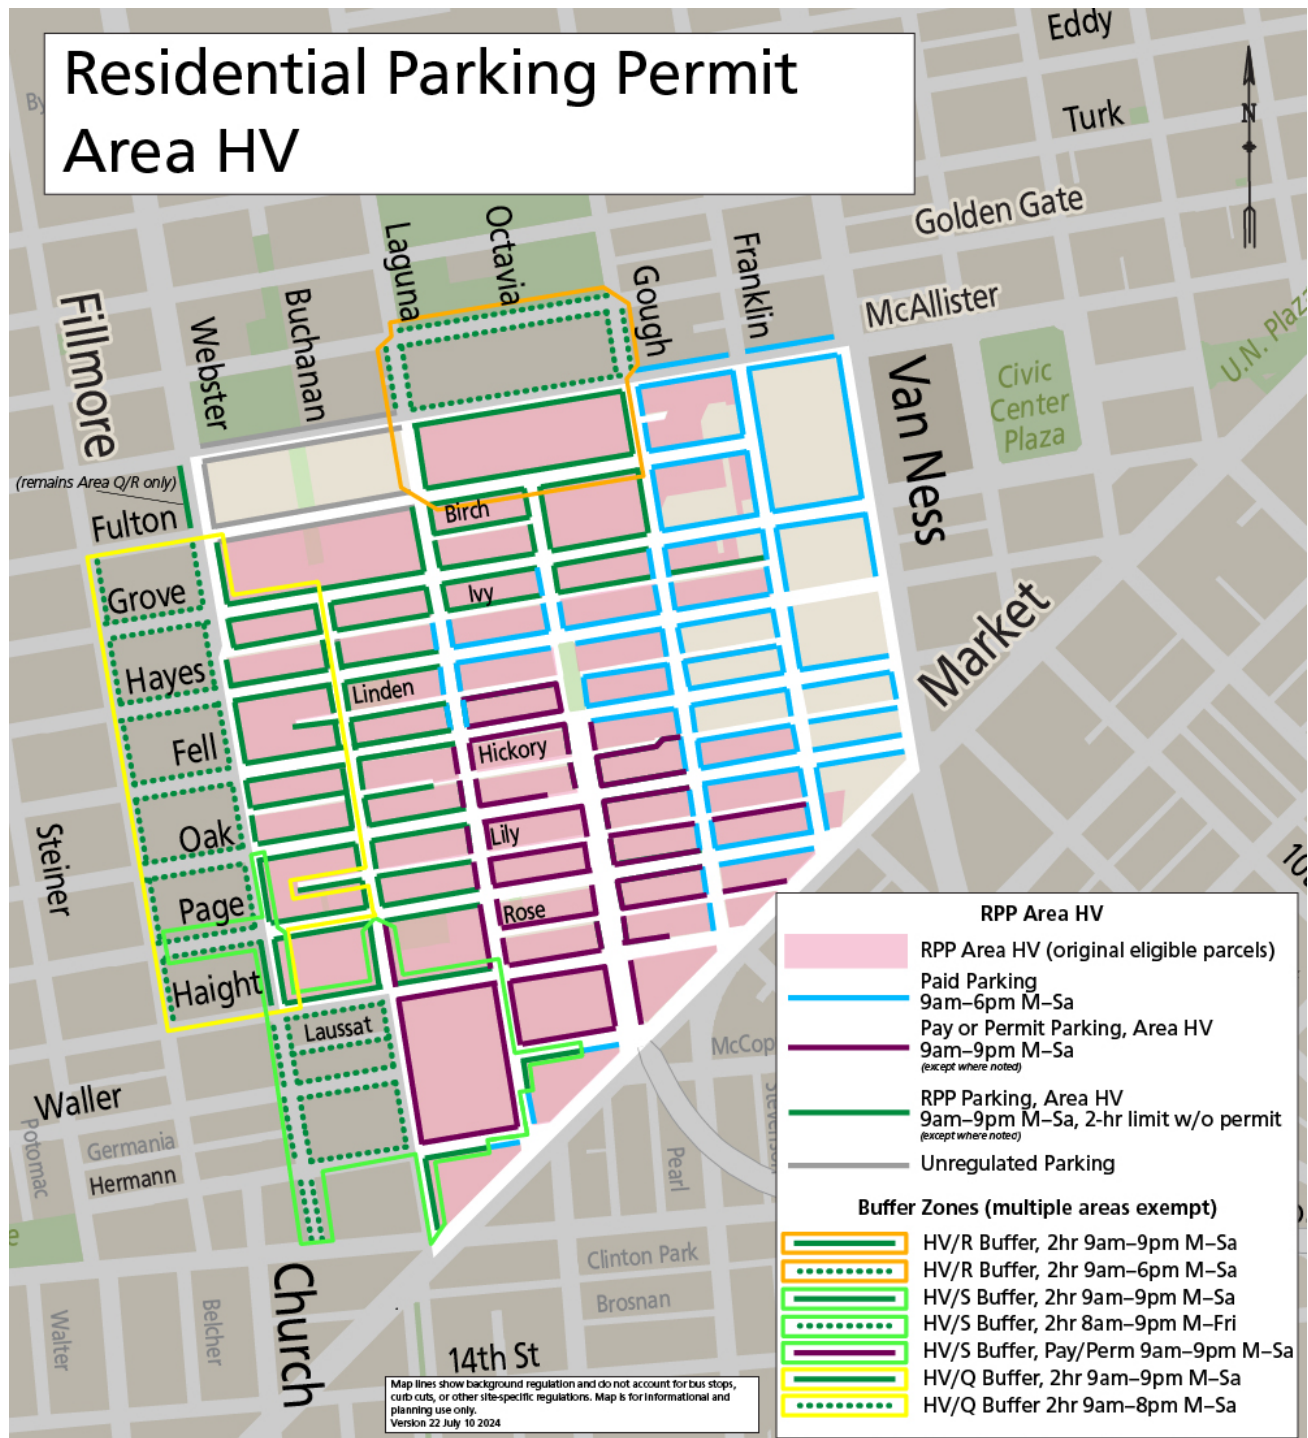 Residential Parking Permit
Area HV
Eddy
Turk
N
Golden Gate
McAllister
Octavia
Laguna
Gough
Franklin
Buchanan
Webster
Fillmore
Van Ness
Civic
Center
Plaza
U.N. Plaza
(remains Area Q/R only)
Fulton
Birch
Grove
Ivy
Hayes
Linden
Market
Fell
Hickory
Oak
Lily
Steiner
Page
Rose
Haight
Laussat
Waller
Potomac
Germania
Hermann
Pearl
Clinton Park
Brosnan
Church
Walter
Belcher
14th St
RPP Area HV
RPP Area HV (original eligible parcels)
Paid Parking
9am–6pm M–Sa
Pay or Permit Parking, Area HV
9am–9pm M–Sa
(except where noted)
RPP Parking, Area HV
9am–9pm M–Sa, 2-hr limit w/o permit
(except where noted)
Unregulated Parking
Buffer Zones (multiple areas exempt)
HV/R Buffer, 2hr 9am–9pm M–Sa
HV/R Buffer, 2hr 9am–6pm M–Sa
HV/S Buffer, 2hr 9am–9pm M–Sa
HV/S Buffer, 2hr 8am–9pm M–Fri
HV/S Buffer, Pay/Perm 9am–9pm M–Sa
HV/Q Buffer, 2hr 9am–9pm M–Sa
HV/Q Buffer 2hr 9am–8pm M–Sa
Map lines show background regulation and do not account for bus stops,
curb cuts, or other site-specific regulations. Map is for informational and
planning use only.
Version 22 July 10 2024